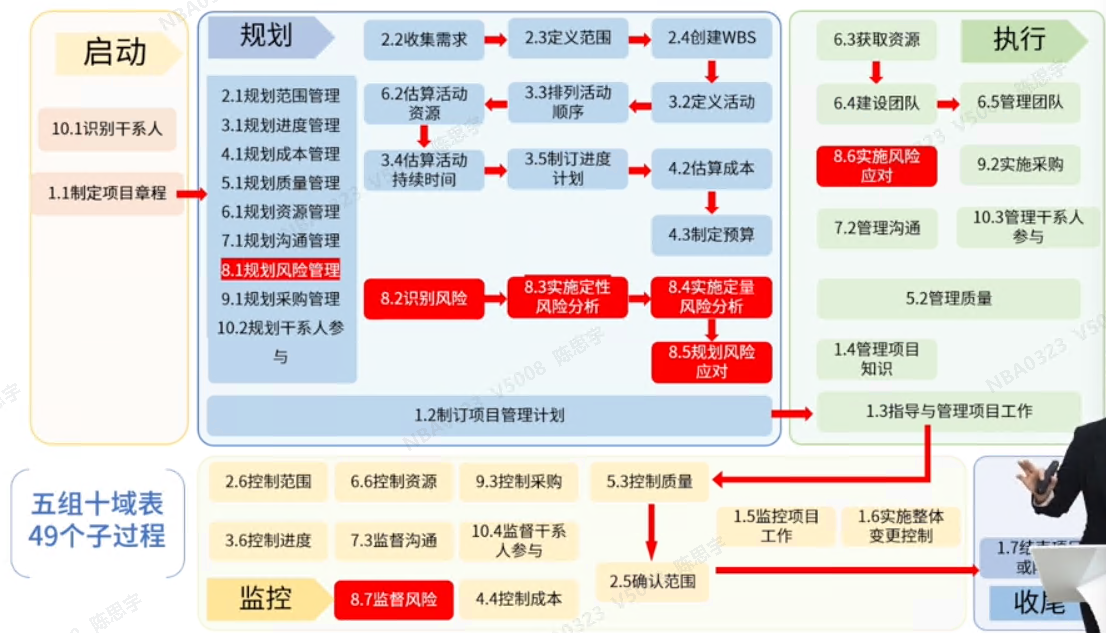 启动
10.1识别干系人
1.1制定项目章程
规划
2.1规划范围管理
3.1规划进度管理
4.1规划成本管理
5.1规划质量管理
6.1规划资源管理
7.1规划沟通管理
8.1规划风险管理
9.1规划采购管理
10.2规划干系人参
与
2.2收集需求
2.3定义范围
2.4创建WBS
6.2估算活动
资源
3.3排列活动
顺序
3.2定义活动
3.4估算活动
持续时间
3.5制订进度
计划
4.2估算成本
4.3制定预算
8.2识别风险
8.3实施定性
风险分析
8.4实施定量
风险分析
8.5规划风险
应对
1.2制订项目管理计划
6.3获取资源
执行
6.4建设团队
6.5管理团队
8.6实施风险
应对
9.2实施采购
7.2管理沟通
10.3管理干系人
参与
5.2管理质量
1.4管理项目
知识
1.3指导与管理项目工作
五组十域表
49个子过程
2.6控制范围
6.6控制资源
9.3控制采购
5.3控制质量
3.6控制进度
7.3监督沟通
10.4监督干系
人参与
1.5监控项目
工作
1.6实施整体
变更控制
监控
8.7监督风险
4.4控制成本
2.5确认范围
1.7结
收尾
NBA0323 V5008 陈思宇